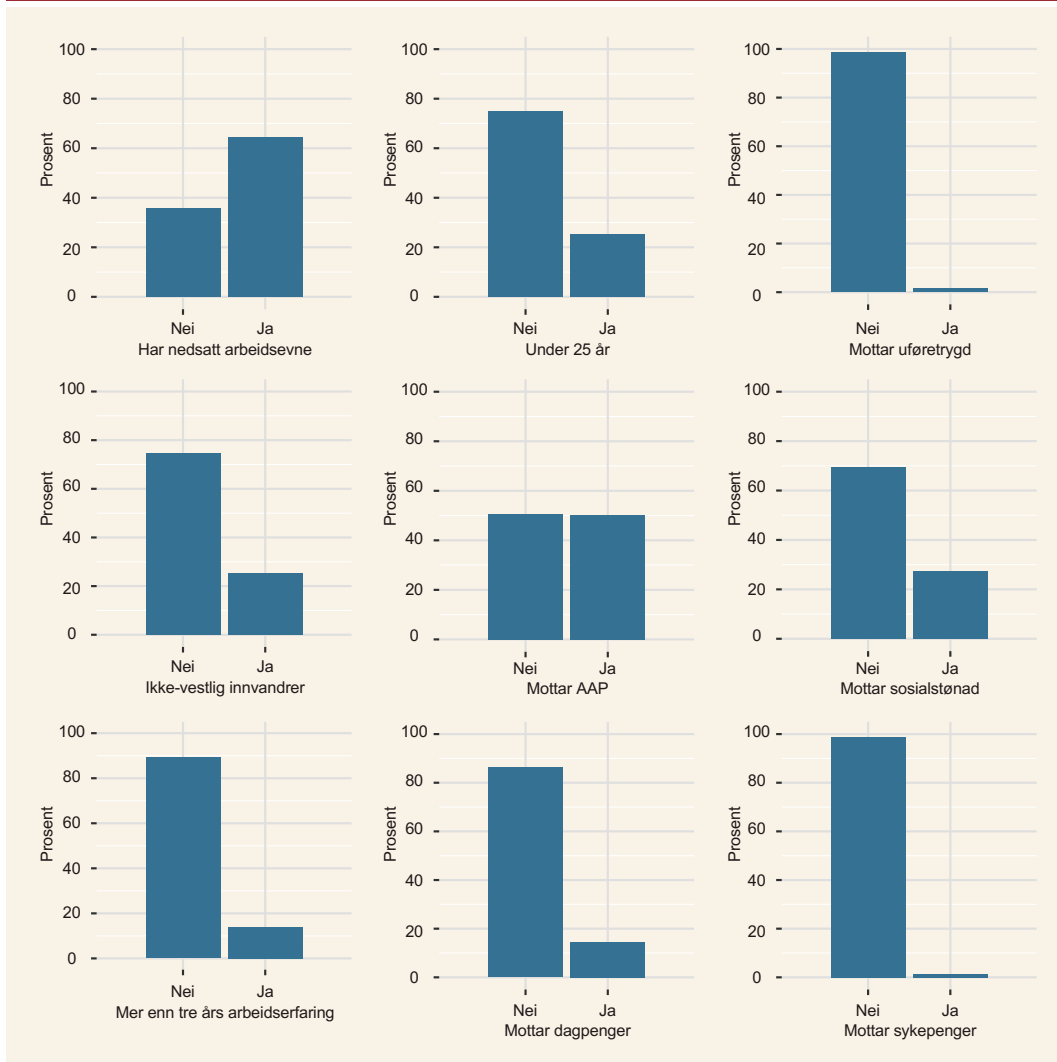 100
80
60
40
20
0
Prosent
Nei Ja
Har nedsatt arbeidsevne
100
80
60
40
20
0
Prosent
Nei Ja
Under 25 år
100
80
60
40
20
0
Prosent
Nei Ja
Mottar uføretrygd
100
80
60
40
20
0
Prosent
Nei Ja
Ikke-vestlig innvandrer
100
80
60
40
20
0
Prosent
Nei Ja
Mottar AAP
100
80
60
40
20
0
Prosent
Nei Ja
Mottar sosialstønad
100
80
60
40
20
0
Prosent
Nei Ja
Mer enn tre års arbeidserfaring
100
80
60
40
20
0
Prosent
Nei Ja
Mottar dagpenger
100
80
60
40
20
0
Prosent
Nei Ja
Mottar sykepenger